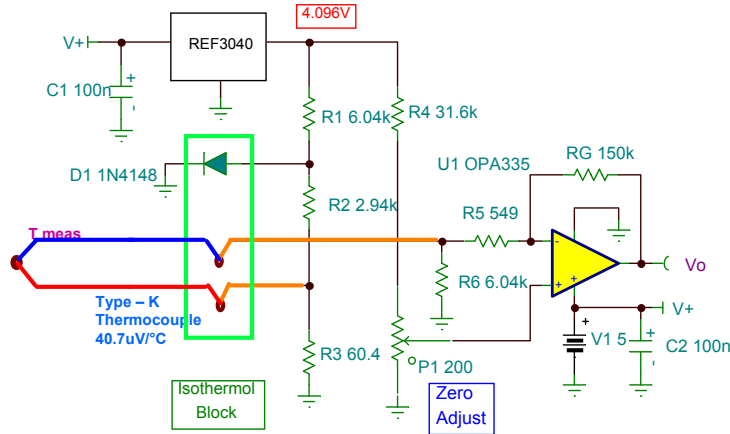 4.096V
V+
REF3040
C1 100n
+
-
R1 6.04k
R4 31.6k
D1 1N4148
U1 OPA335
RG 150k
R2 2.94k
T meas
R5 549
-
+
+
Vo
R6 6.04k
Type – K
Thermocouple
40.7uV/°C
V+
+
V1 5
+
-
C2 100n
R3 60.4
P1 200
Isothermol
Block
Zero
Adjust